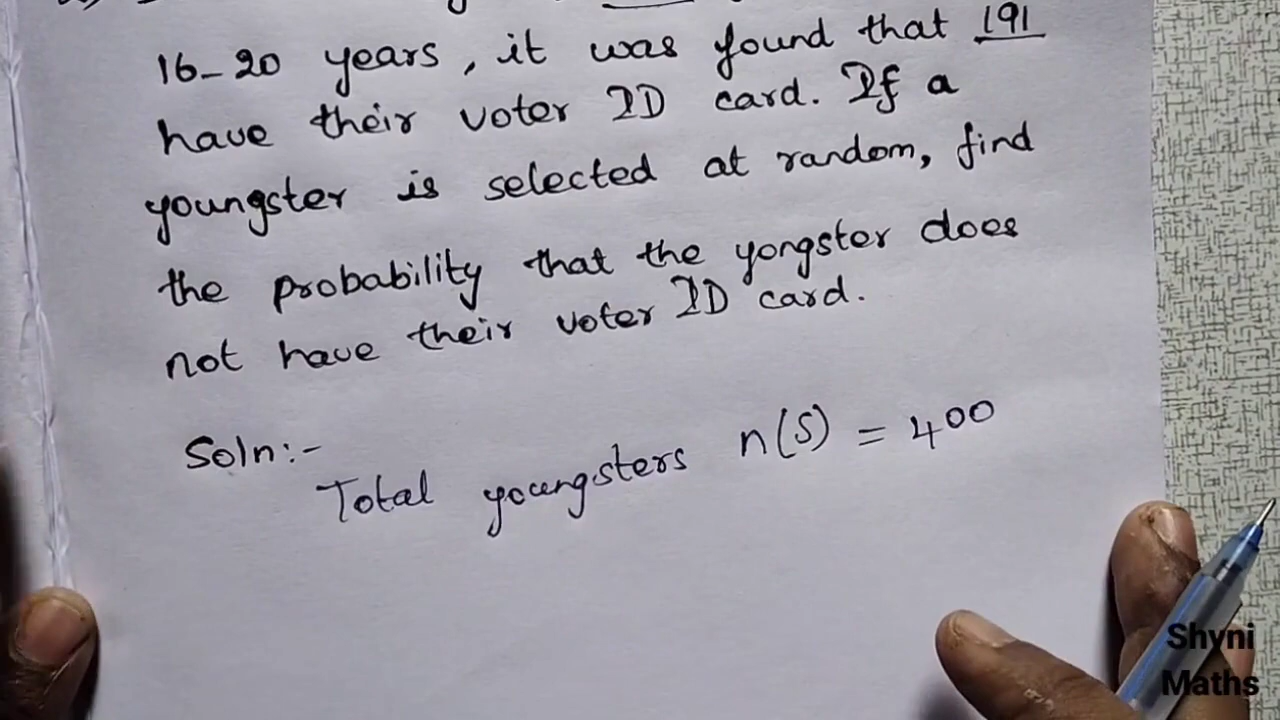 16-20 years, it was found that 191
have their voter ID card. If a
youngster is selected at random, find
the probability that the yongster does
not have their voter ID card.
Soln:-
Total youngsters n(S) = 400
Shyni
Maths